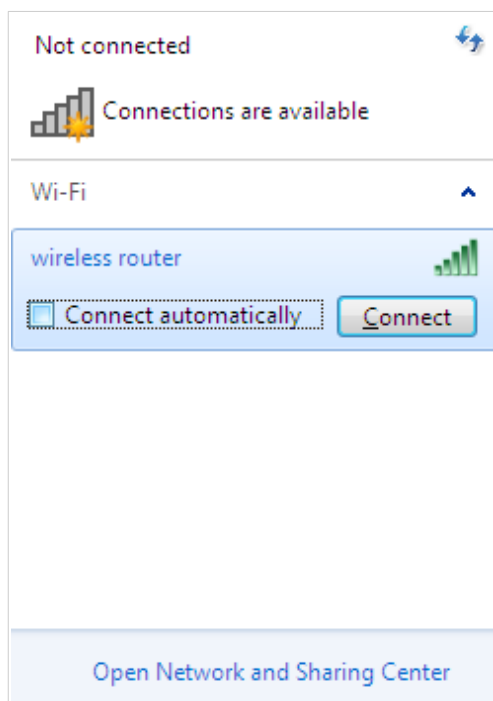 Not connected
Connections are available
Wi-Fi
wireless router
Connect automatically
Connect
Open Network and Sharing Center